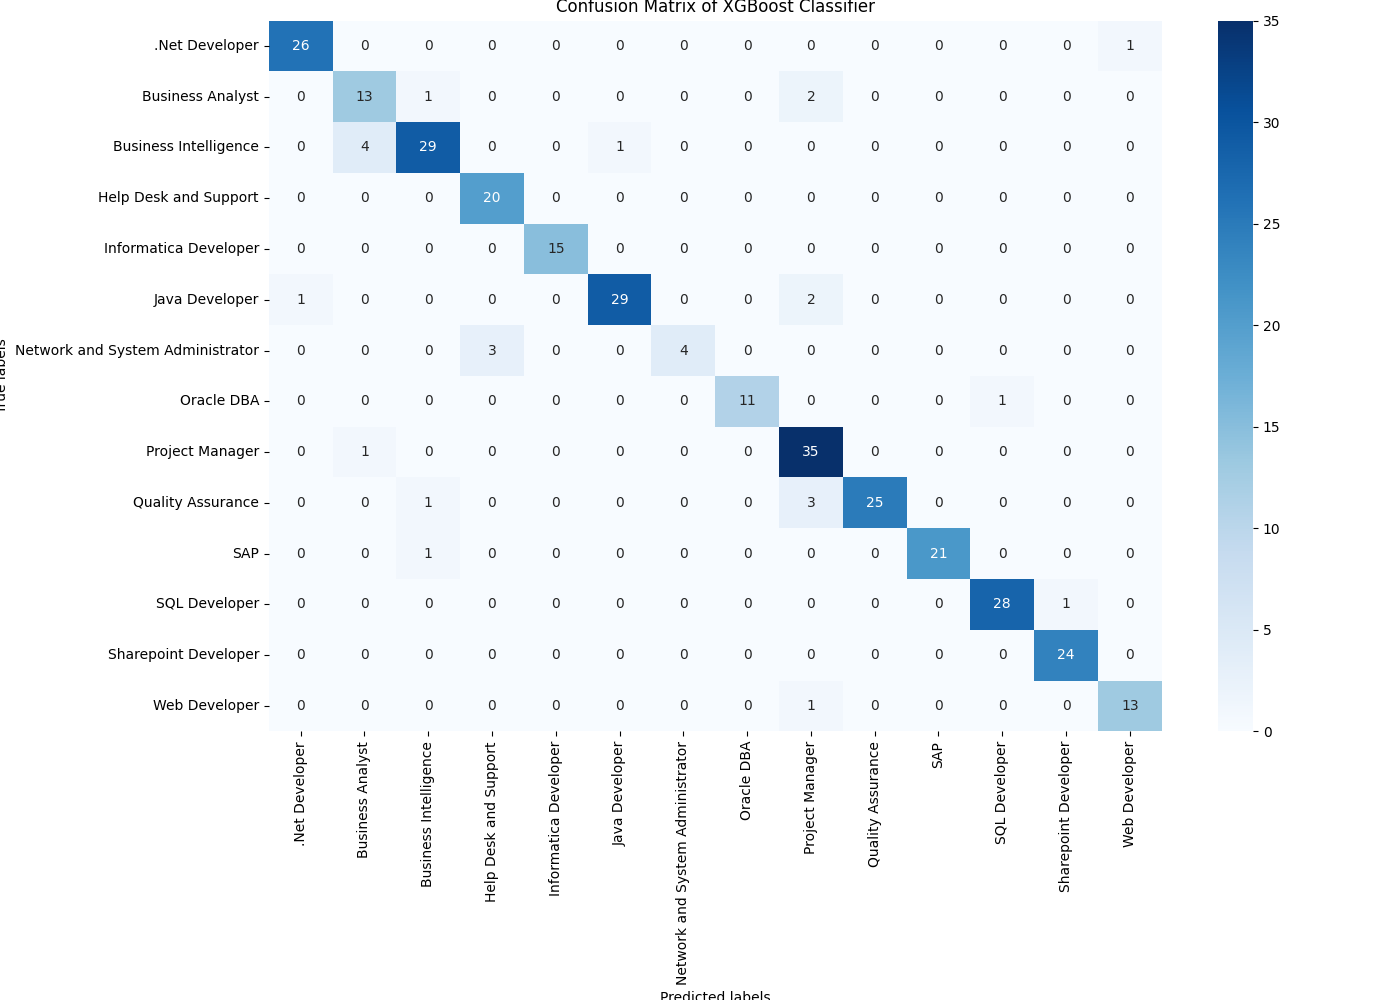 Confusion Matrix of XGBoost Classifier
.Net Developer 26 0 0 0 0 0 0 0 0 0 0 0 0 1
Business Analyst 0 13 1 0 0 0 0 0 2 0 0 0 0 0
Business Intelligence 0 4 29 0 0 1 0 0 0 0 0 0 0 0
Help Desk and Support 0 0 0 20 0 0 0 0 0 0 0 0 0 0
Informatica Developer 0 0 0 0 15 0 0 0 0 0 0 0 0 0
Java Developer 1 0 0 0 0 29 0 0 2 0 0 0 0 0
Network and System Administrator 0 0 0 3 0 0 4 0 0 0 0 0 0 0
Oracle DBA 0 0 0 0 0 0 0 11 0 0 0 1 0 0
Project Manager 0 1 0 0 0 0 0 0 35 0 0 0 0 0
Quality Assurance 0 0 1 0 0 0 0 0 3 25 0 0 0 0
SAP 0 0 1 0 0 0 0 0 0 0 21 0 0 0
SQL Developer 0 0 0 0 0 0 0 0 0 0 0 28 1 0
Sharepoint Developer 0 0 0 0 0 0 0 0 0 0 0 0 24 0
Web Developer 0 0 0 0 0 0 0 0 1 0 0 0 0 13
True labels
.Net Developer
Business Analyst
Business Intelligence
Help Desk and Support
Informatica Developer
Java Developer
Network and System Administrator
Oracle DBA
Project Manager
Quality Assurance
SAP
SQL Developer
Sharepoint Developer
Web Developer
Predicted labels
35
30
25
20
15
10
5
0